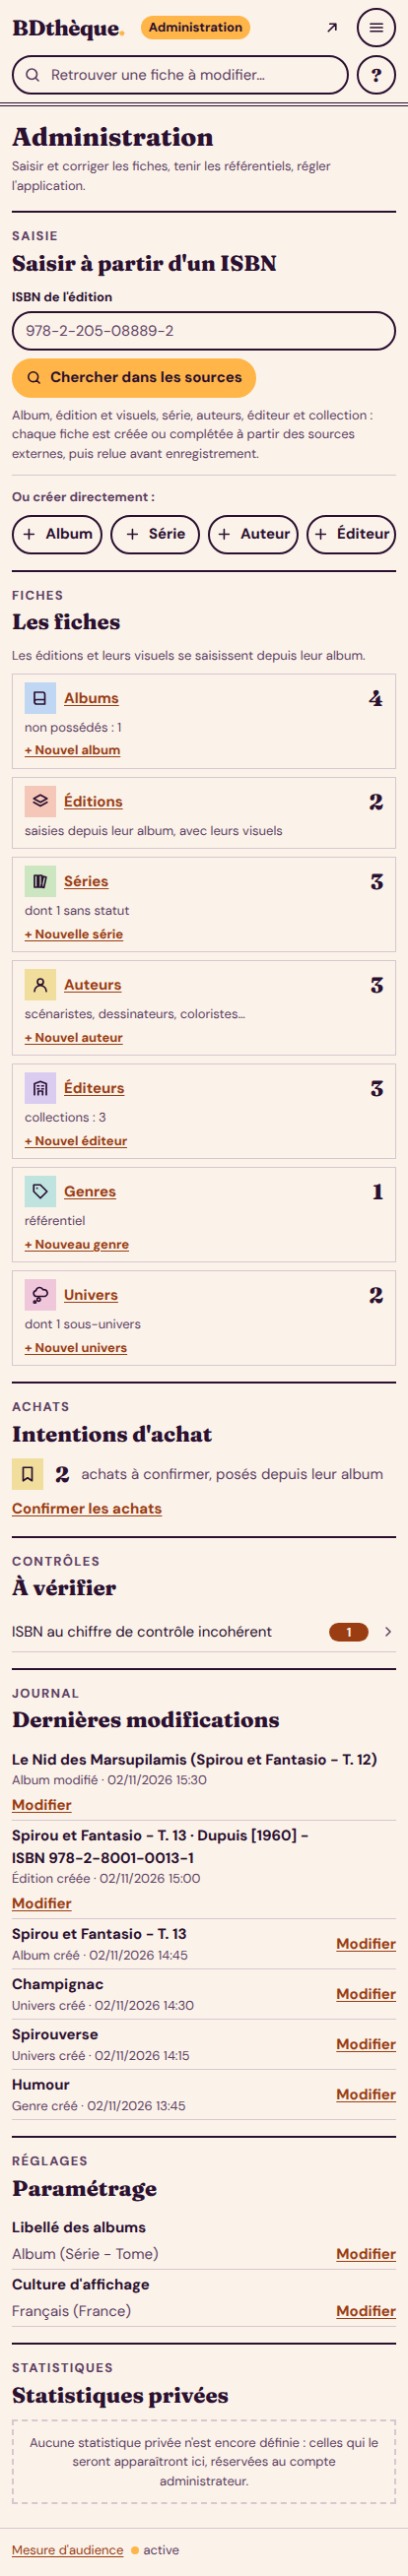 BDthèque.
Administration
Retrouver une fiche à modifier…
?
Administration
Saisir et corriger les fiches, tenir les référentiels, régler
l'application.
SAISIE
Saisir à partir d'un ISBN
ISBN de l'édition
978-2-205-08889-2
Chercher dans les sources
Album, édition et visuels, série, auteurs, éditeur et collection :
chaque fiche est créée ou complétée à partir des sources
externes, puis relue avant enregistrement.
Ou créer directement :
+ Album + Série + Auteur + Éditeur
FICHES
Les fiches
Les éditions et leurs visuels se saisissent depuis leur album.
Albums 4
non possédés : 1
+ Nouvel album
Éditions 2
saisies depuis leur album, avec leurs visuels
Séries 3
dont 1 sans statut
+ Nouvelle série
Auteurs 3
scénaristes, dessinateurs, coloristes…
+ Nouvel auteur
Éditeurs 3
collections : 3
+ Nouvel éditeur
Genres 1
référentiel
+ Nouveau genre
Univers 2
dont 1 sous-univers
+ Nouvel univers
ACHATS
Intentions d'achat
2 achats à confirmer, posés depuis leur album
Confirmer les achats
CONTRÔLES
À vérifier
ISBN au chiffre de contrôle incohérent 1
JOURNAL
Dernières modifications
Le Nid des Marsupilamis (Spirou et Fantasio - T. 12)
Album modifié · 02/11/2026 15:30
Modifier
Spirou et Fantasio - T. 13 · Dupuis [1960] -
ISBN 978-2-8001-0013-1
Édition créée · 02/11/2026 15:00
Modifier
Spirou et Fantasio - T. 13
Album créé · 02/11/2026 14:45
Modifier
Champignac
Univers créé · 02/11/2026 14:30
Modifier
Spirouverse
Univers créé · 02/11/2026 14:15
Modifier
Humour
Genre créé · 02/11/2026 13:45
Modifier
RÉGLAGES
Paramétrage
Libellé des albums
Album (Série - Tome) Modifier
Culture d'affichage
Français (France) Modifier
STATISTIQUES
Statistiques privées
Aucune statistique privée n'est encore définie : celles qui le
seront apparaîtront ici, réservées au compte
administrateur.
Mesure d'audience active